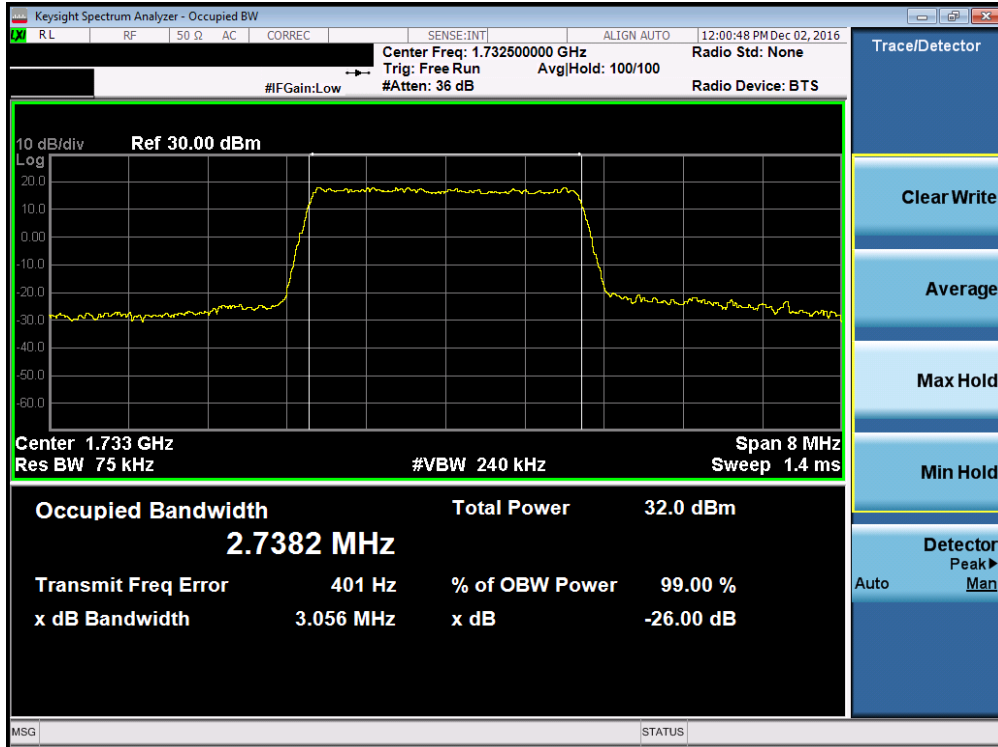 Keysight Spectrum Analyzer - Occupied BW
LXI RL RF 50 Ω AC CORREC SENSE:INT ALIGN AUTO 12:00:48 PM Dec 02, 2016
Center Freq: 1.732500000 GHz Radio Std: None
Trig: Free Run Avg|Hold: 100/100
#IFGain:Low #Atten: 36 dB Radio Device: BTS
Trace/Detector
10 dB/div Ref 30.00 dBm
Log
20.0
10.0
0.00
-10.0
-20.0
-30.0
-40.0
-50.0
-60.0
Center 1.733 GHz Span 8 MHz
Res BW 75 kHz #VBW 240 kHz Sweep 1.4 ms
Occupied Bandwidth Total Power 32.0 dBm
2.7382 MHz
Transmit Freq Error 401 Hz % of OBW Power 99.00 %
x dB Bandwidth 3.056 MHz x dB -26.00 dB
Clear Write
Average
Max Hold
Min Hold
Detector
Peak▶
Auto Man
MSG STATUS